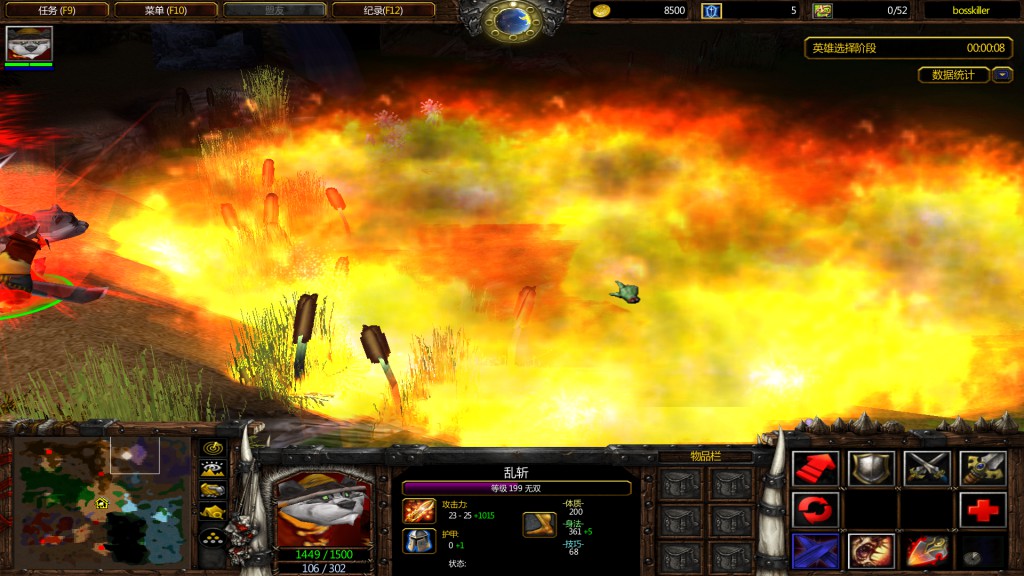 任务 (F9) 菜单 (F10) 盟友 纪录(F12) 8500 5 0/52 bosskiller
英雄选择阶段 00:00:08
数据统计
物品栏
乱斩
等级 199 无双
攻击力:
23 - 25 +1015
护甲:
0 +1
状态:
-体质-
200
-身法-
361 +5
-技巧-
68
1449 / 1500
106 / 302